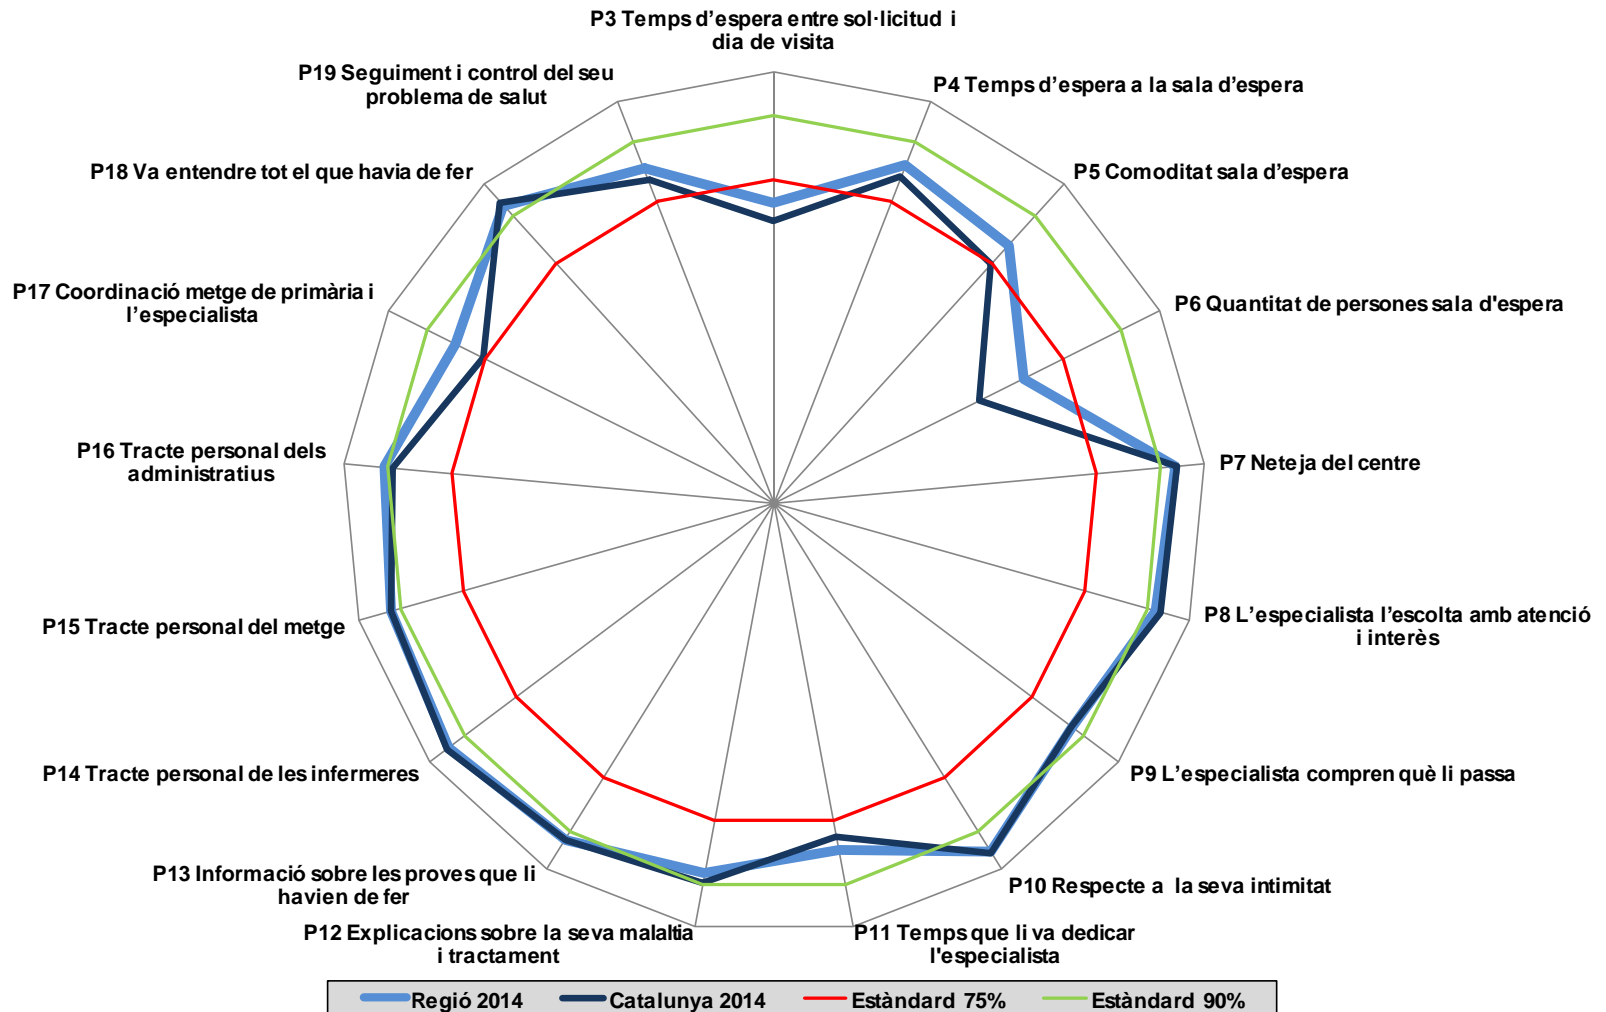 P3 Temps d’espera entre sol·licitud i
dia de visita
P4 Temps d’espera a la sala d’espera
P5 Comoditat sala d’espera
P6 Quantitat de persones sala d'espera
P7 Neteja del centre
P8 L’especialista l’escolta amb atenció
i interès
P9 L’especialista compren què li passa
P10 Respecte a la seva intimitat
P11 Temps que li va dedicar
l'especialista
P12 Explicacions sobre la seva malaltia
i tractament
P13 Informació sobre les proves que li
havien de fer
P14 Tracte personal de les infermeres
P15 Tracte personal del metge
P16 Tracte personal dels
administratius
P17 Coordinació metge de primària i
l’especialista
P18 Va entendre tot el que havia de fer
P19 Seguiment i control del seu
problema de salut
Regió 2014 Catalunya 2014 Estàndard 75% Estàndard 90%